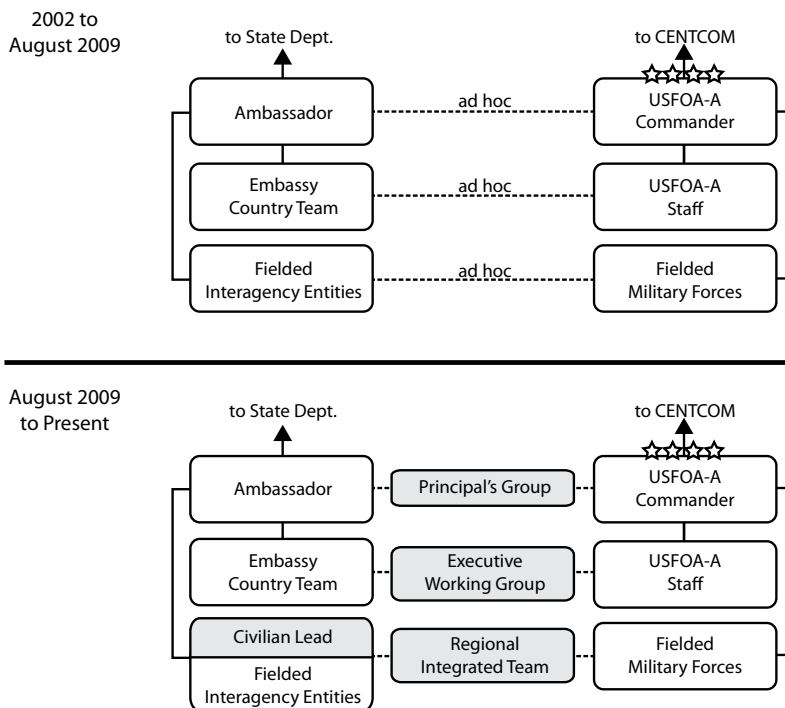 2002 to
August 2009
to State Dept.
to CENTCOM
Ambassador
ad hoc
USFOA-A
Commander
Embassy
Country Team
ad hoc
USFOA-A
Staff
Fielded
Interagency Entities
ad hoc
Fielded
Military Forces
August 2009
to Present
to State Dept.
to CENTCOM
Ambassador
Principal's Group
USFOA-A
Commander
Embassy
Country Team
Executive
Working Group
USFOA-A
Staff
Civilian Lead
Fielded
Interagency Entities
Regional
Integrated Team
Fielded
Military Forces